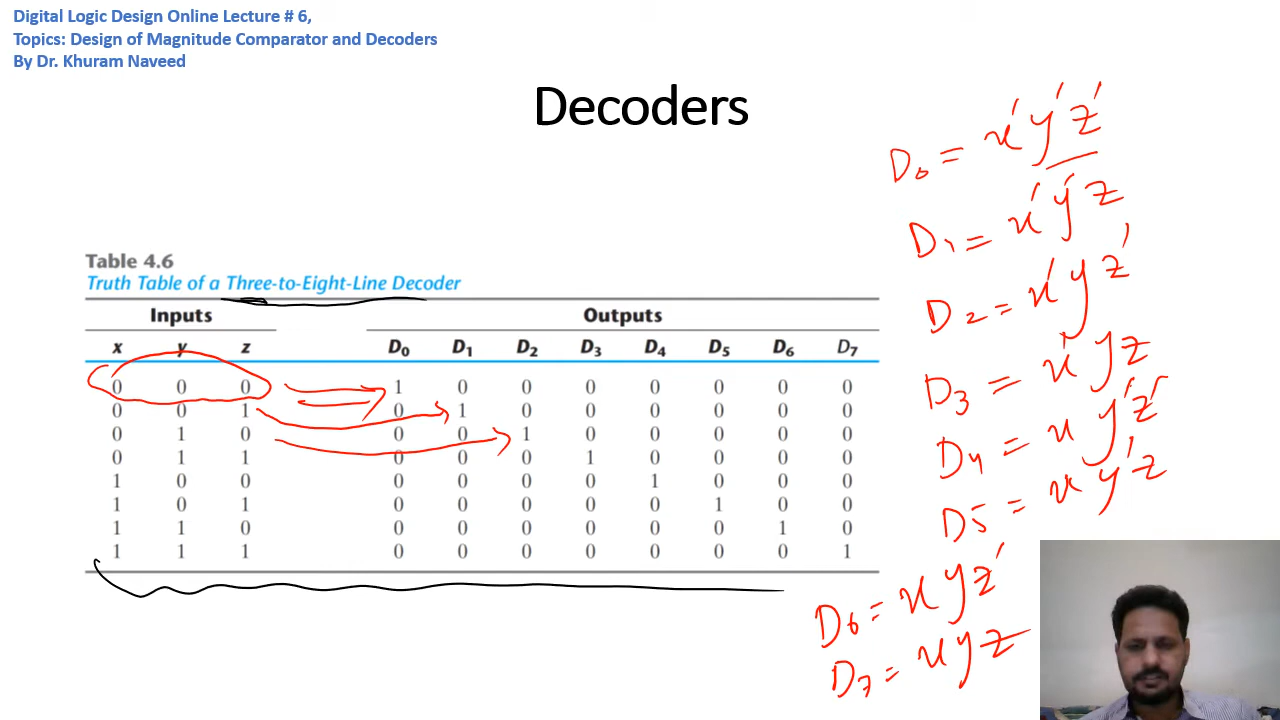 Digital Logic Design Online Lecture # 6,
Topics: Design of Magnitude Comparator and Decoders
By Dr. Khuram Naveed
Decoders
Table 4.6
Truth Table of a Three-to-Eight-Line Decoder
Inputs Outputs
x y z D₀ D₁ D₂ D₃ D₄ D₅ D₆ D₇
0 0 0 1 0 0 0 0 0 0 0
0 0 1 0 1 0 0 0 0 0 0
0 1 0 0 0 1 0 0 0 0 0
0 1 1 0 0 0 1 0 0 0 0
1 0 0 0 0 0 0 1 0 0 0
1 0 1 0 0 0 0 0 1 0 0
1 1 0 0 0 0 0 0 0 1 0
1 1 1 0 0 0 0 0 0 0 1
D₀ = x'y'z'
D₁ = x'y'z
D₂ = x'yz'
D₃ = x'yz
D₄ = xy'z'
D₅ = xy'z
D₆ = xyz'
D₇ = xyz